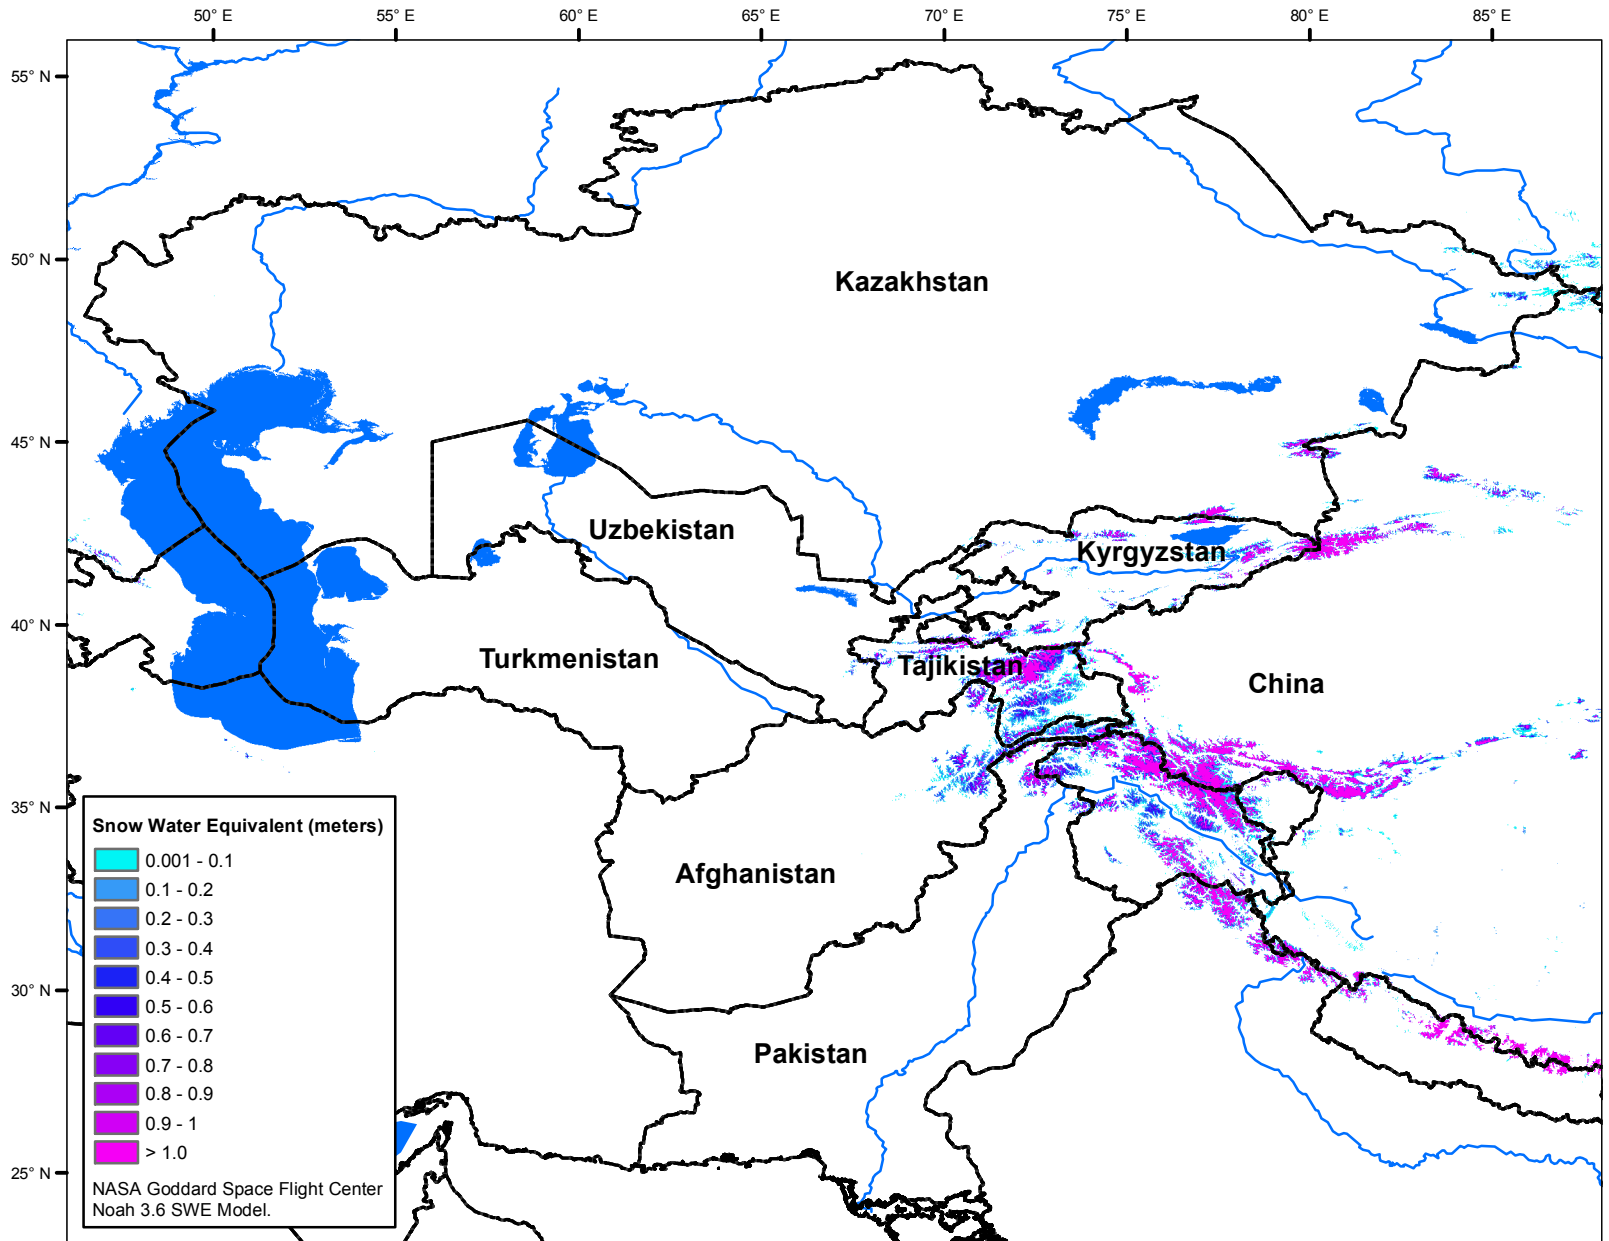 50° E 55° E 60° E 65° E 70° E 75° E 80° E 85° E
55° N
50° N
Kazakhstan
45° N
Uzbekistan
Kyrgyzstan
40° N
Turkmenistan
Tajikistan
China
35° N
Afghanistan
30° N
Pakistan
25° N
Snow Water Equivalent (meters)
0.001 - 0.1
0.1 - 0.2
0.2 - 0.3
0.3 - 0.4
0.4 - 0.5
0.5 - 0.6
0.6 - 0.7
0.7 - 0.8
0.8 - 0.9
0.9 - 1
> 1.0
NASA Goddard Space Flight Center
Noah 3.6 SWE Model.